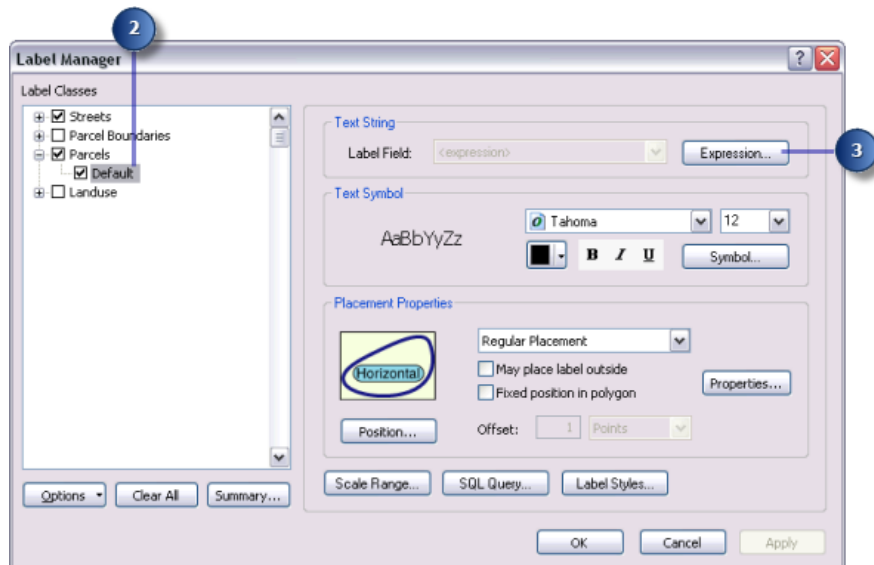 2
Label Manager
?
Label Classes
Streets
Parcel Boundaries
Parcels
Default
Landuse
Options
Clear All
Summary...
Text String
Label Field:
<expression>
Expression...
3
Text Symbol
AaBbYyZz
Tahoma
12
B I U
Symbol...
Placement Properties
Horizontal
Regular Placement
May place label outside
Fixed position in polygon
Properties...
Position...
Offset: 1 Points
Scale Range...
SQL Query...
Label Styles...
OK
Cancel
Apply